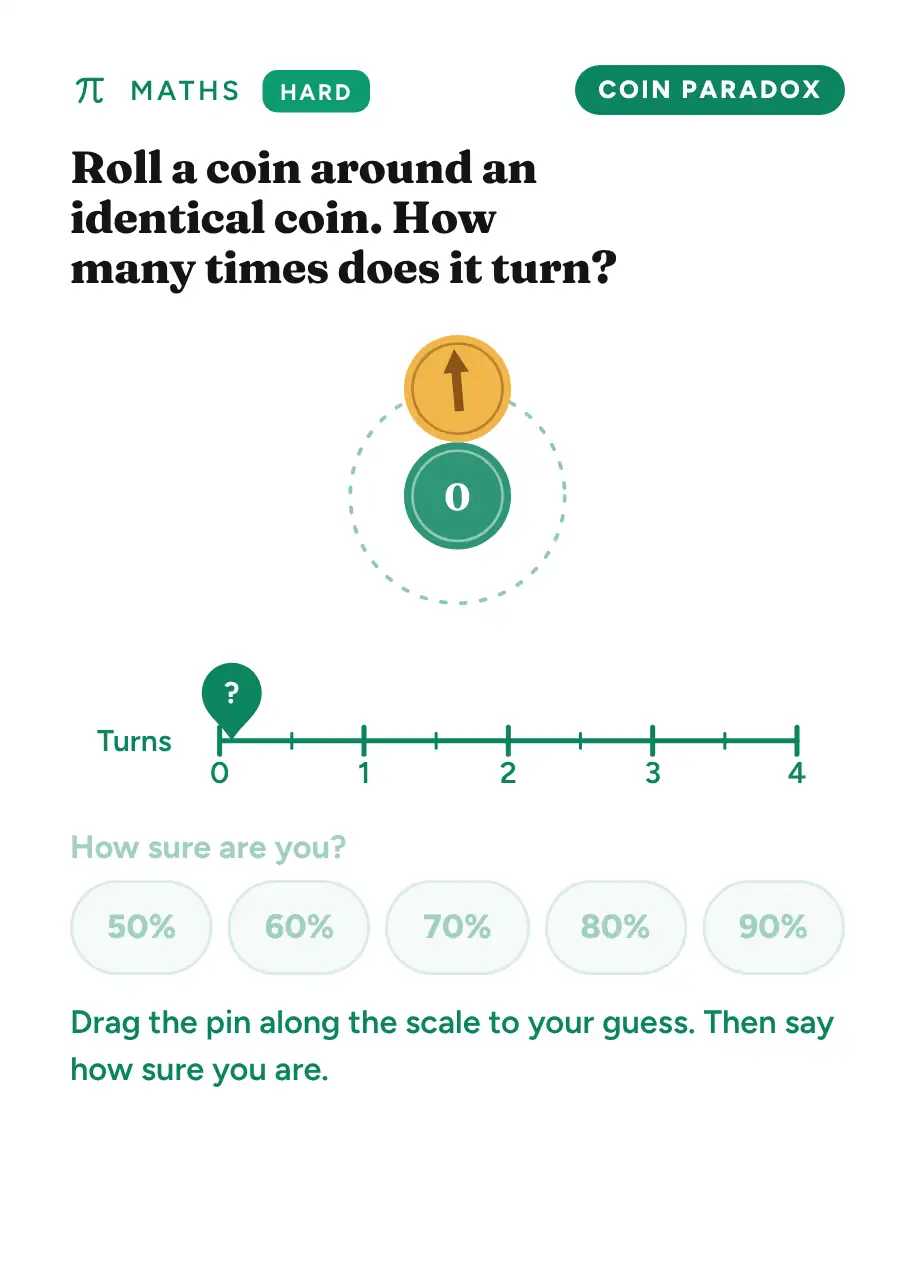 π MATHS HARD COIN PARADOX
Roll a coin around an
identical coin. How
many times does it turn?
0
?
Turns
0 1 2 3 4
How sure are you?
50% 60% 70% 80% 90%
Drag the pin along the scale to your guess. Then say
how sure you are.